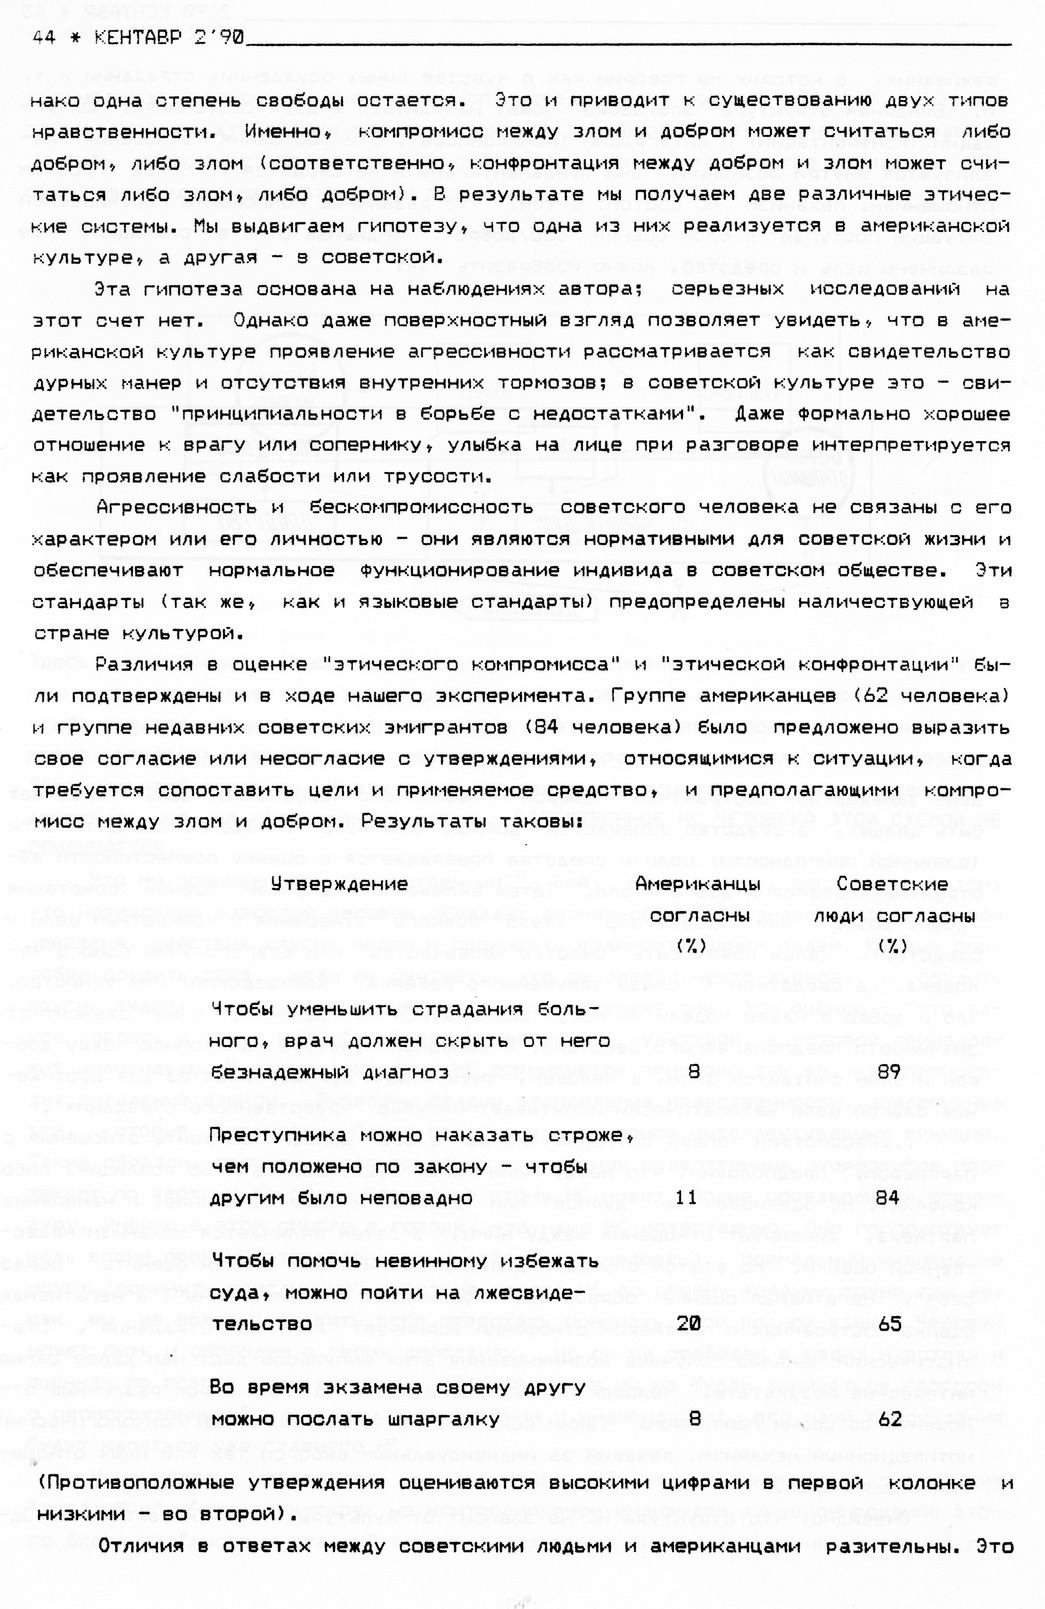 44 * КЕНТАВР 2'90
нако одна степень свободы остается. Это и приводит к существованию двух типов
нравственности. Именно, компромисс между злом и добром может считаться либо
добром, либо злом (соответственно, конфронтация между добром и злом может счи-
таться либо злом, либо добром). В результате мы получаем две различные этичес-
кие системы. Мы выдвигаем гипотезу, что одна из них реализуется в американской
культуре, а другая - в советской.
Эта гипотеза основана на наблюдениях автора; серьезных исследований на
этот счет нет. Однако даже поверхностный взгляд позволяет увидеть, что в аме-
риканской культуре проявление агрессивности рассматривается как свидетельство
дурных манер и отсутствия внутренних тормозов; в советской культуре это - сви-
детельство "принципиальности в борьбе с недостатками". Даже формально хорошее
отношение к врагу или сопернику, улыбка на лице при разговоре интерпретируется
как проявление слабости или трусости.
Агрессивность и бескомпромиссность советского человека не связаны с его
характером или его личностью - они являются нормативными для советской жизни и
обеспечивают нормальное функционирование индивида в советском обществе. Эти
стандарты (так же, как и языковые стандарты) предопределены наличествующей в
стране культурой.
Различия в оценке "этического компромисса" и "этической конфронтации" бы-
ли подтверждены и в ходе нашего эксперимента. Группе американцев (62 человека)
и группе недавних советских эмигрантов (84 человека) было предложено выразить
свое согласие или несогласие с утверждениями, относящимися к ситуации, когда
требуется сопоставить цели и применяемое средство, и предполагающими компро-
мисс между злом и добром. Результаты таковы:
Утверждение Американцы Советские
согласны люди согласны
(%) (%)
Чтобы уменьшить страдания боль-
ного, врач должен скрыть от него
безнадежный диагноз 8 89
Преступника можно наказать строже,
чем положено по закону - чтобы
другим было неповадно 11 84
Чтобы помочь невинному избежать
суда, можно пойти на лжесвиде-
тельство 20 65
Во время экзамена своему другу
можно послать шпаргалку 8 62
(Противоположные утверждения оцениваются высокими цифрами в первой колонке и
низкими - во второй).
Отличия в ответах между советскими людьми и американцами разительны. Это